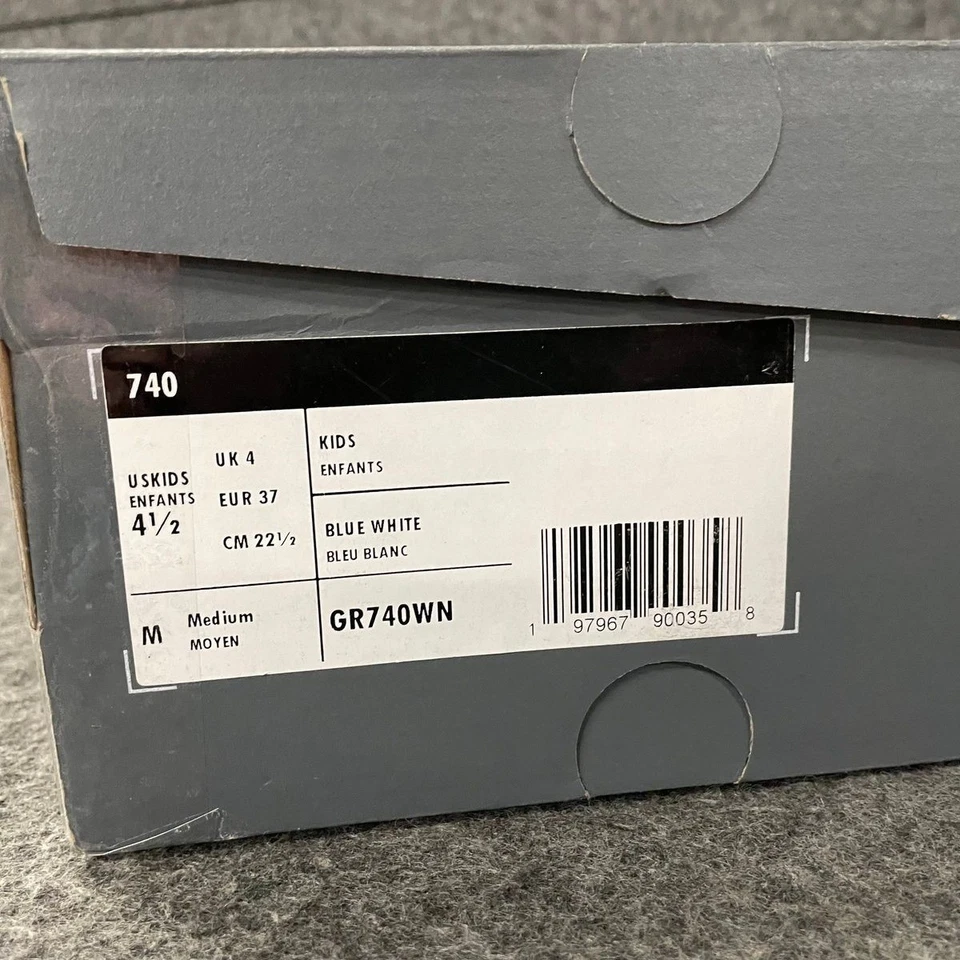 740
USKIDS
ENFANTS
4½
UK 4
EUR 37
CM 22½
KIDS
ENFANTS
BLUE WHITE
BLEU BLANC
M
Medium
MOYEN
GR740WN
1 97967 90035 8